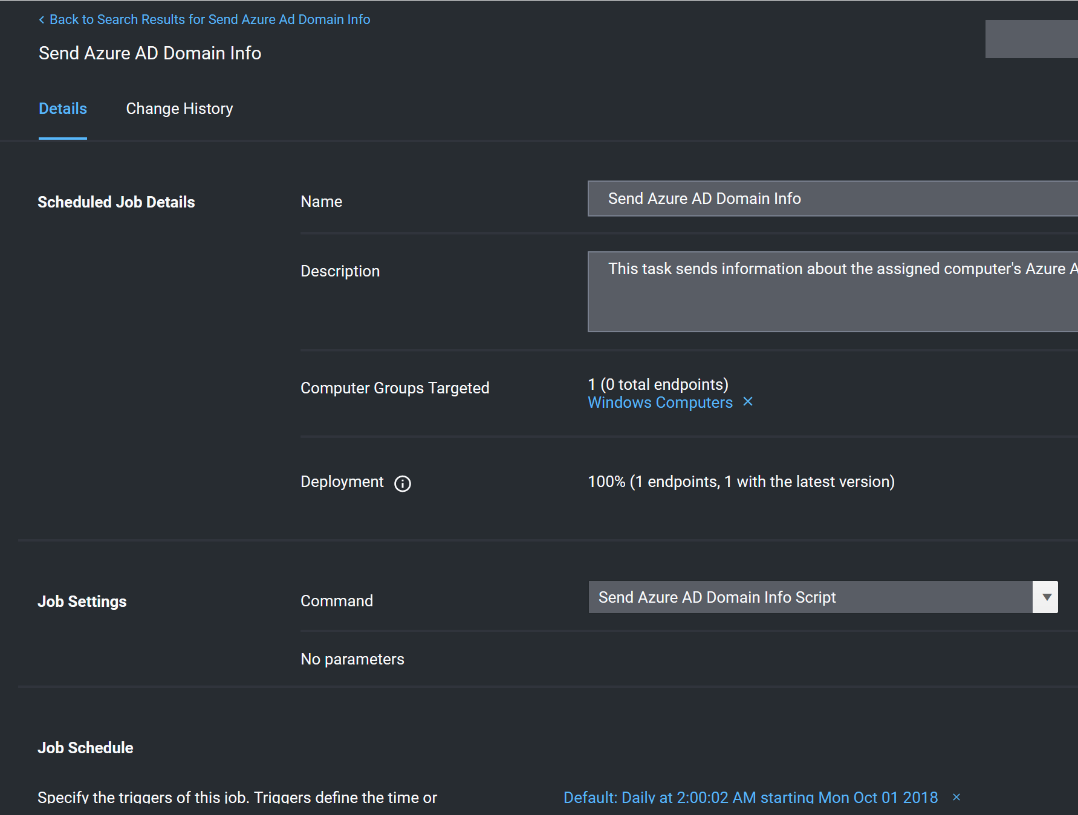 Back to Search Results for Send Azure Ad Domain Info
Send Azure AD Domain Info
Details
Change History
Scheduled Job Details
Name
Send Azure AD Domain Info
Description
This task sends information about the assigned computer's Azure A
Computer Groups Targeted
1 (0 total endpoints)
Windows Computers ×
Deployment
100% (1 endpoints, 1 with the latest version)
Job Settings
Command
Send Azure AD Domain Info Script
No parameters
Job Schedule
Specify the triggers of this job. Triggers define the time or
Default: Daily at 2:00:02 AM starting Mon Oct 01 2018 ×